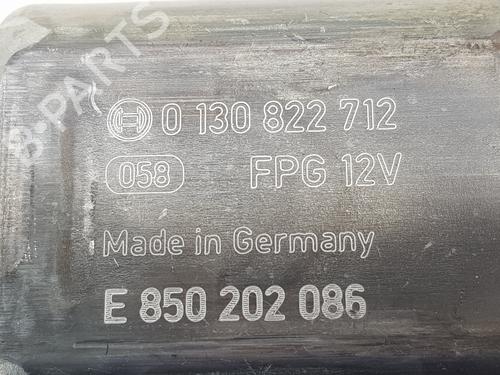 B-PARTS
0 130 822 712
058 FPG 12V
Made in Germany
E 850 202 086